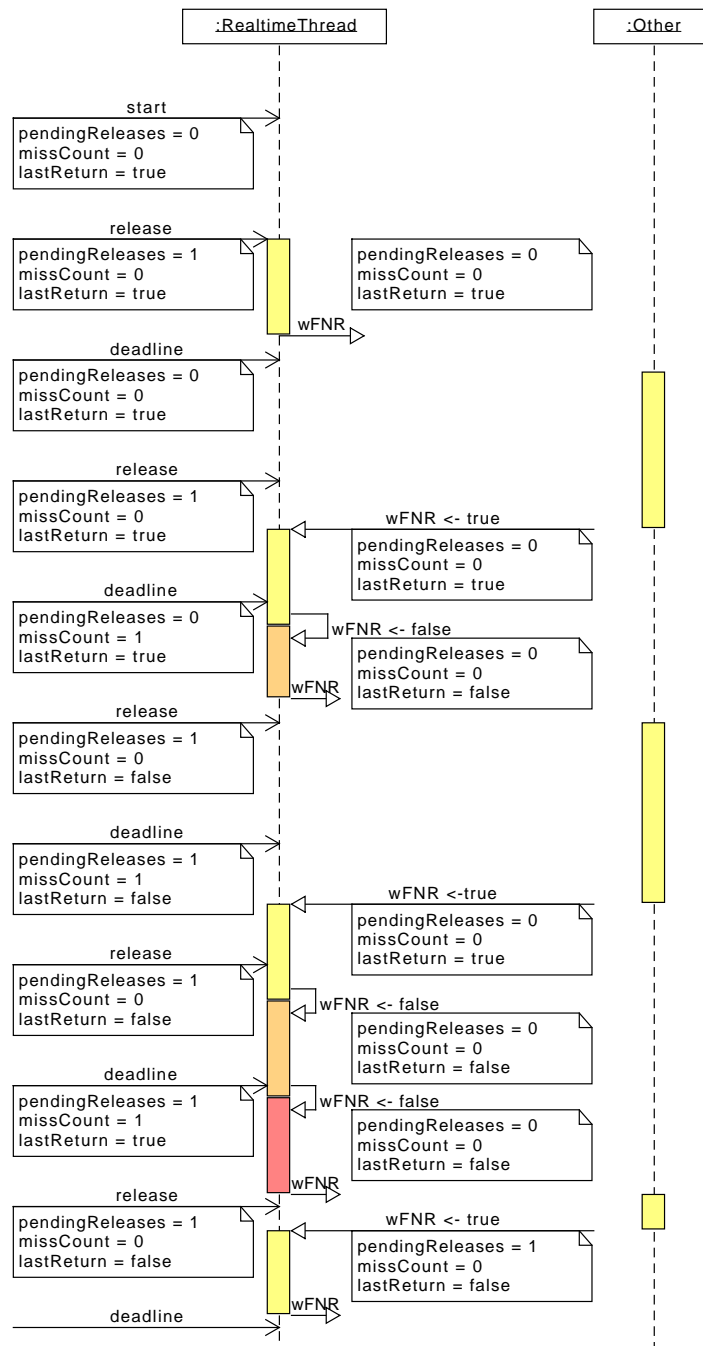 :RealtimeThread
:Other
start
pendingReleases = 0
missCount = 0
lastReturn = true
release
pendingReleases = 1
missCount = 0
lastReturn = true
pendingReleases = 0
missCount = 0
lastReturn = true
wFNR
deadline
pendingReleases = 0
missCount = 0
lastReturn = true
release
pendingReleases = 1
missCount = 0
lastReturn = true
wFNR <- true
pendingReleases = 0
missCount = 0
lastReturn = true
deadline
pendingReleases = 0
missCount = 1
lastReturn = true
wFNR <- false
pendingReleases = 0
missCount = 0
lastReturn = false
wFNR
release
pendingReleases = 1
missCount = 0
lastReturn = false
deadline
pendingReleases = 1
missCount = 1
lastReturn = false
wFNR <-true
pendingReleases = 0
missCount = 0
lastReturn = true
release
pendingReleases = 1
missCount = 0
lastReturn = false
wFNR <- false
pendingReleases = 0
missCount = 0
lastReturn = false
deadline
pendingReleases = 1
missCount = 1
lastReturn = true
wFNR <- false
pendingReleases = 0
missCount = 0
lastReturn = false
wFNR
release
pendingReleases = 1
missCount = 0
lastReturn = false
wFNR <- true
pendingReleases = 1
missCount = 0
lastReturn = false
wFNR
deadline